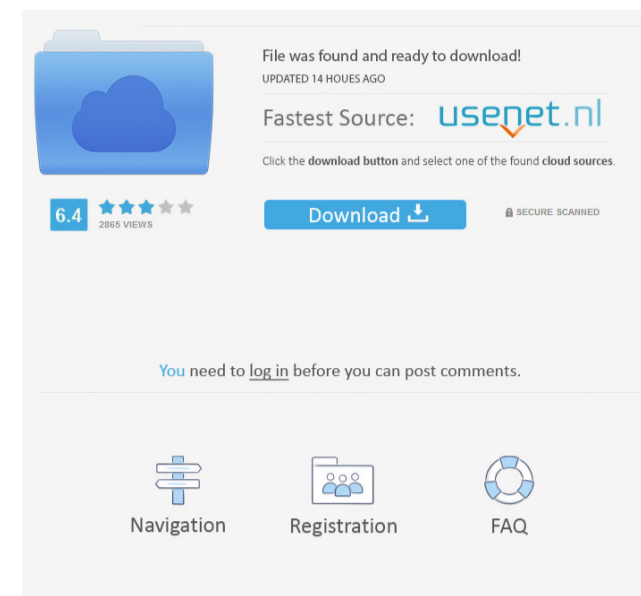 File was found and ready to download!
UPDATED 14 HOUES AGO
Fastest Source: usenet.nl
Click the download button and select one of the found cloud sources.
6.4
2865 VIEWS
Download
SECURE SCANNED
You need to log in before you can post comments.
Navigation
Registration
FAQ